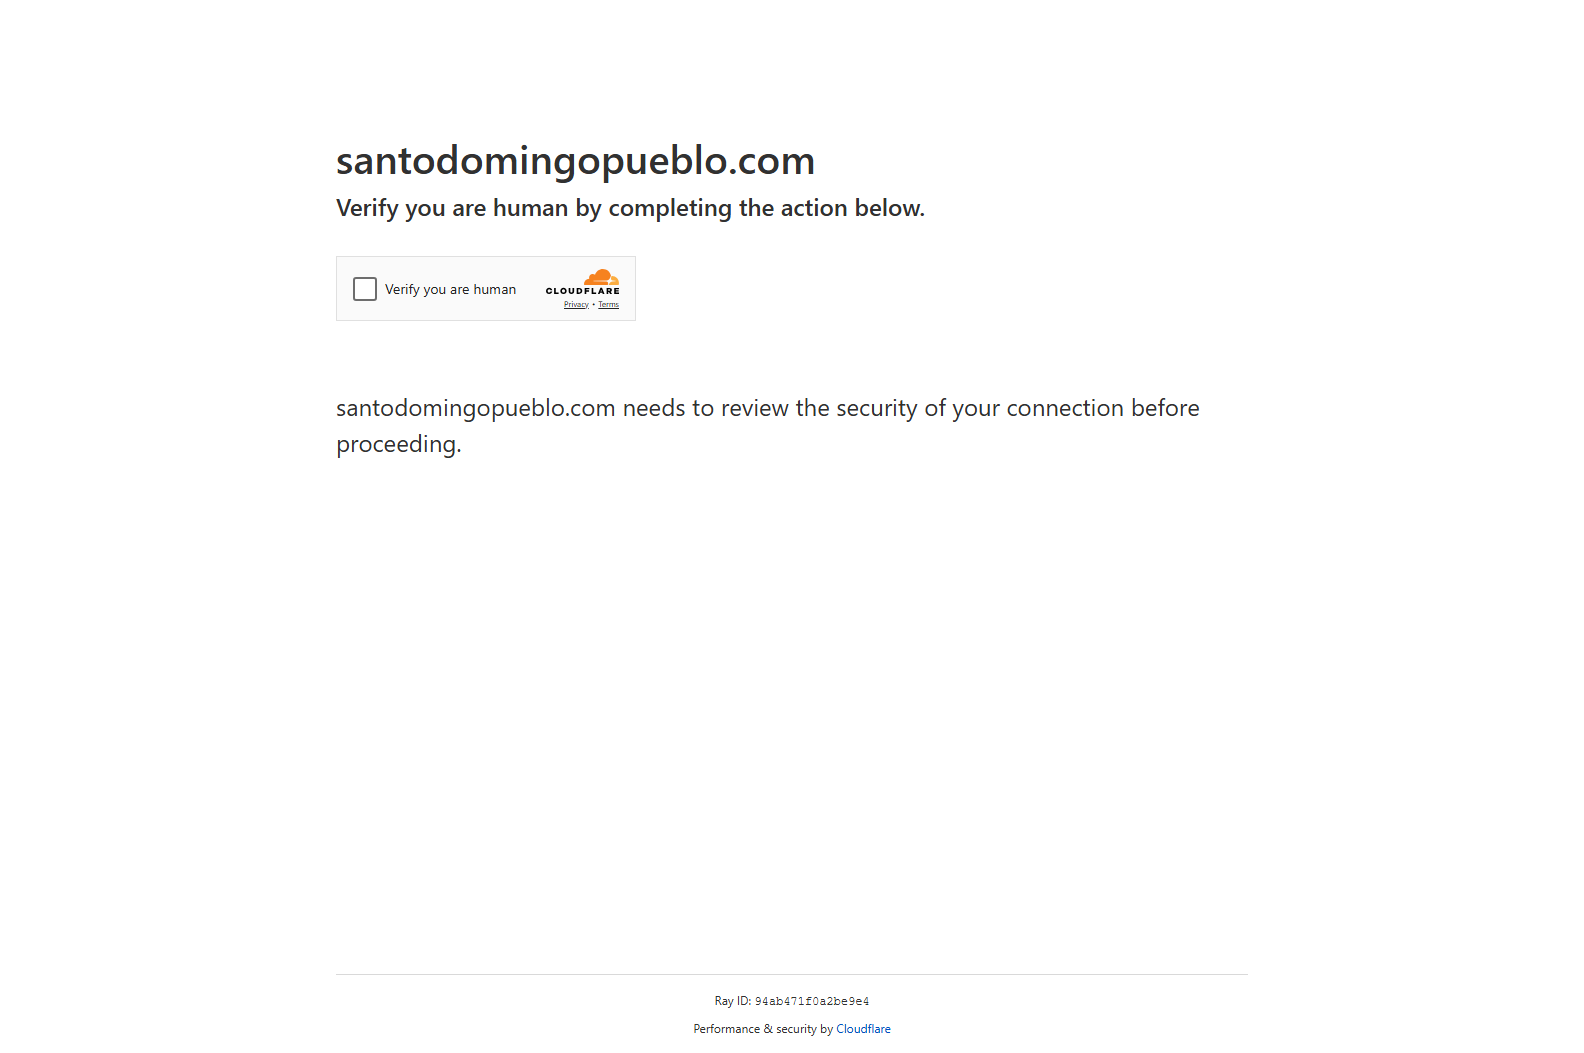 santodomingopueblo.com
Verify you are human by completing the action below.
Verify you are human
CLOUDFLARE
Privacy • Terms
santodomingopueblo.com needs to review the security of your connection before
proceeding.
Ray ID: 94ab471f0a2be9e4
Performance & security by Cloudflare